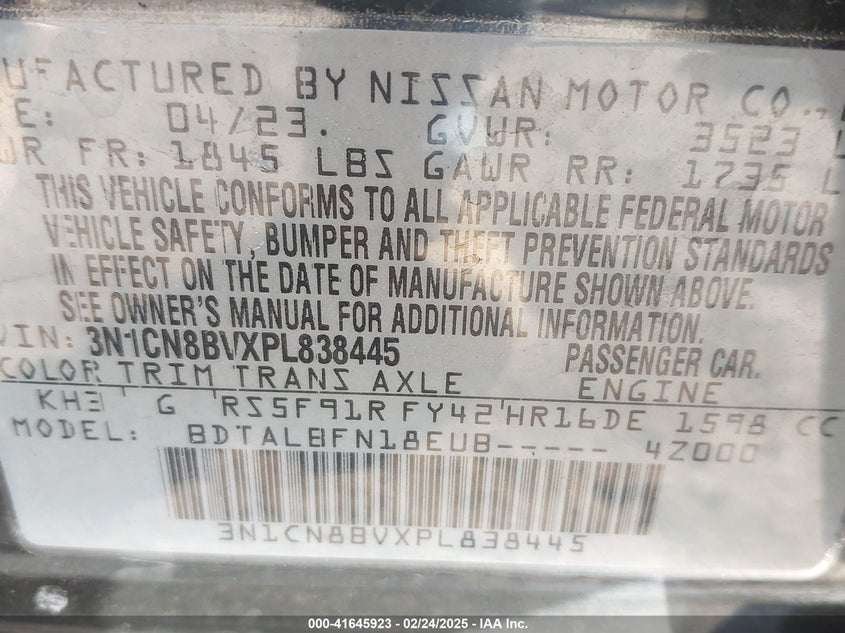 UFACTURED BY NISSAN MOTOR CO.,
E: 04/23. GVWR: 3523 L
WR FR: 1845 LBS GAWR RR: 1735 L
THIS VEHICLE CONFORMS TO ALL APPLICABLE FEDERAL MOTOR
VEHICLE SAFETY, BUMPER AND THEFT PREVENTION STANDARDS
IN EFFECT ON THE DATE OF MANUFACTURE SHOWN ABOVE.
SEE OWNER'S MANUAL FOR ADDITIONAL INFORMATION.
VIN: 3N1CN8BVXPL838445 PASSENGER CAR.
COLOR TRIM TRANS AXLE ENGINE
KH3 G RS5F91R FY42 HR16DE 1598 CC
MODEL: BDTALBFN18EUB----- 4Z000
3N1CN8BVXPL838445
000-41645923 - 02/24/2025 - IAA Inc.